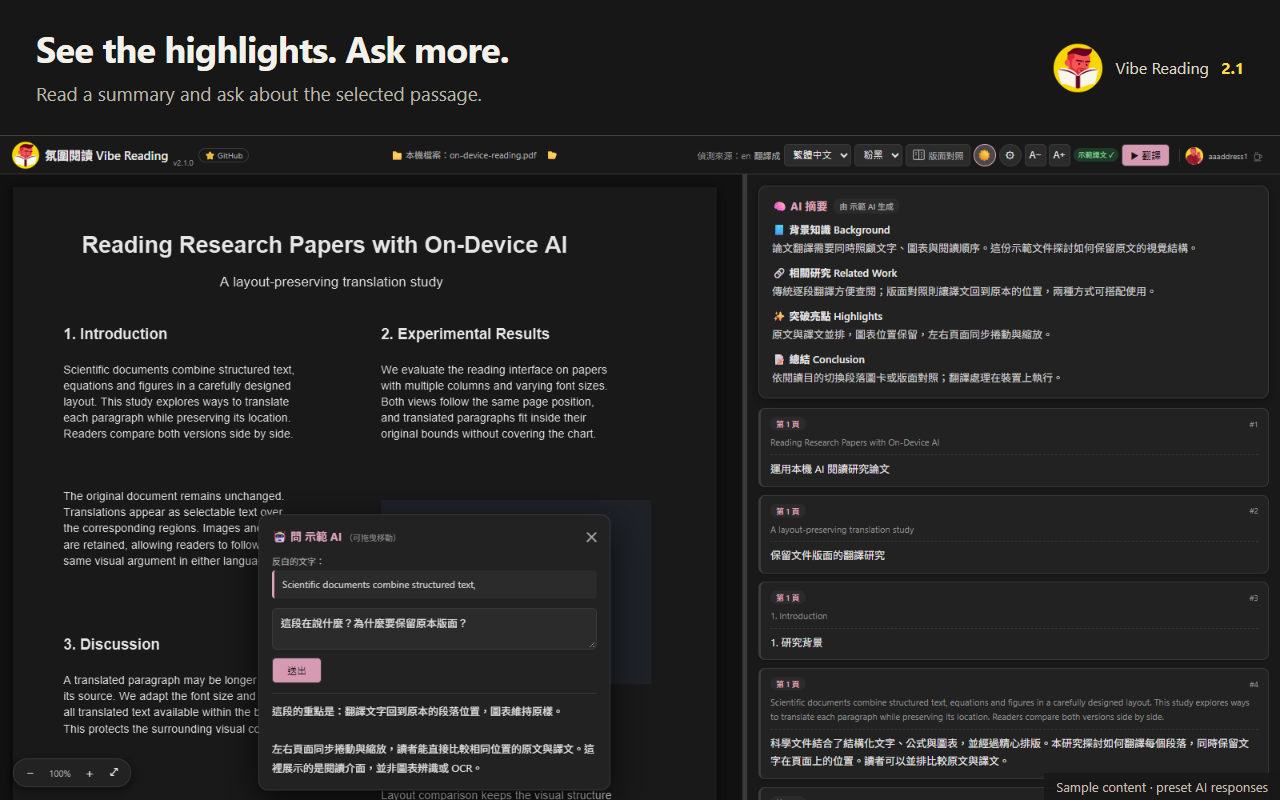 See the highlights. Ask more.
Read a summary and ask about the selected passage.
Vibe Reading 2.1
氛圍閱讀 Vibe Reading v2.1.0
GitHub
本機檔案：on-device-reading.pdf
偵測來源：en 翻譯成
繁體中文
粉黑
版面對照
A−
A+
示範譯文 ✓
▶ 翻譯
aaaddress1
Reading Research Papers with On-Device AI
A layout-preserving translation study
1. Introduction
Scientific documents combine structured text,
equations and figures in a carefully designed
layout. This study explores ways to translate
each paragraph while preserving its location.
Readers compare both versions side by side.
The original document remains unchanged.
Translations appear as selectable text over
the corresponding regions. Images an
are retained, allowing readers to follow
same visual argument in either langua
3. Discussion
A translated paragraph may be longer
its source. We adapt the font size and
all translated text available within the b
This protects the surrounding visual co
2. Experimental Results
We evaluate the reading interface on papers
with multiple columns and varying font sizes.
Both views follow the same page position,
and translated paragraphs fit inside their
original bounds without covering the chart.
Layout comparison keeps the visual structure
問 示範 AI （可拖曳移動）
反白的文字：
Scientific documents combine structured text,
這段在說什麼？為什麼要保留原本版面？
送出
這段的重點是：翻譯文字回到原本的段落位置，圖表維持原樣。
左右頁面同步捲動與縮放，讀者能直接比較相同位置的原文與譯文。這
裡展示的是閱讀介面，並非圖表辨識或 OCR。
− 100% +
AI 摘要 由 示範 AI 生成
背景知識 Background
論文翻譯需要同時照顧文字、圖表與閱讀順序。這份示範文件探討如何保留原文的視覺結構。
相關研究 Related Work
傳統逐段翻譯方便查閱；版面對照則讓譯文回到原本的位置，兩種方式可搭配使用。
突破亮點 Highlights
原文與譯文並排，圖表位置保留，左右頁面同步捲動與縮放。
總結 Conclusion
依閱讀目的切換段落圖卡或版面對照；翻譯處理在裝置上執行。
第 1 頁 #1
Reading Research Papers with On-Device AI
運用本機 AI 閱讀研究論文
第 1 頁 #2
A layout-preserving translation study
保留文件版面的翻譯研究
第 1 頁 #3
1. Introduction
1. 研究背景
第 1 頁 #4
Scientific documents combine structured text, equations and figures in a carefully designed layout. This study explores ways
to translate each paragraph while preserving its location. Readers compare both versions side by side.
科學文件結合了結構化文字、公式與圖表，並經過精心排版。本研究探討如何翻譯每個段落，同時保留文
字在頁面上的位置。讀者可以並排比較原文與譯文。
Sample content · preset AI responses